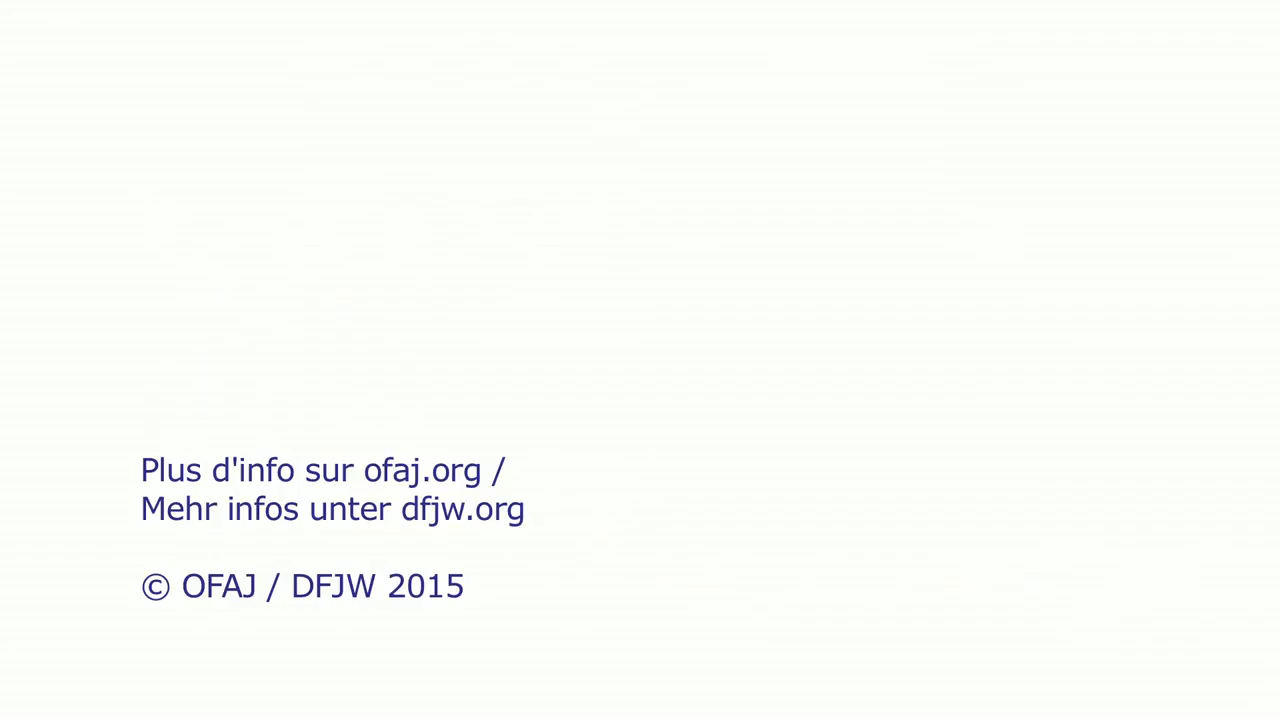 Plus d'info sur ofaj.org /
Mehr infos unter dfjw.org
© OFAJ / DFJW 2015